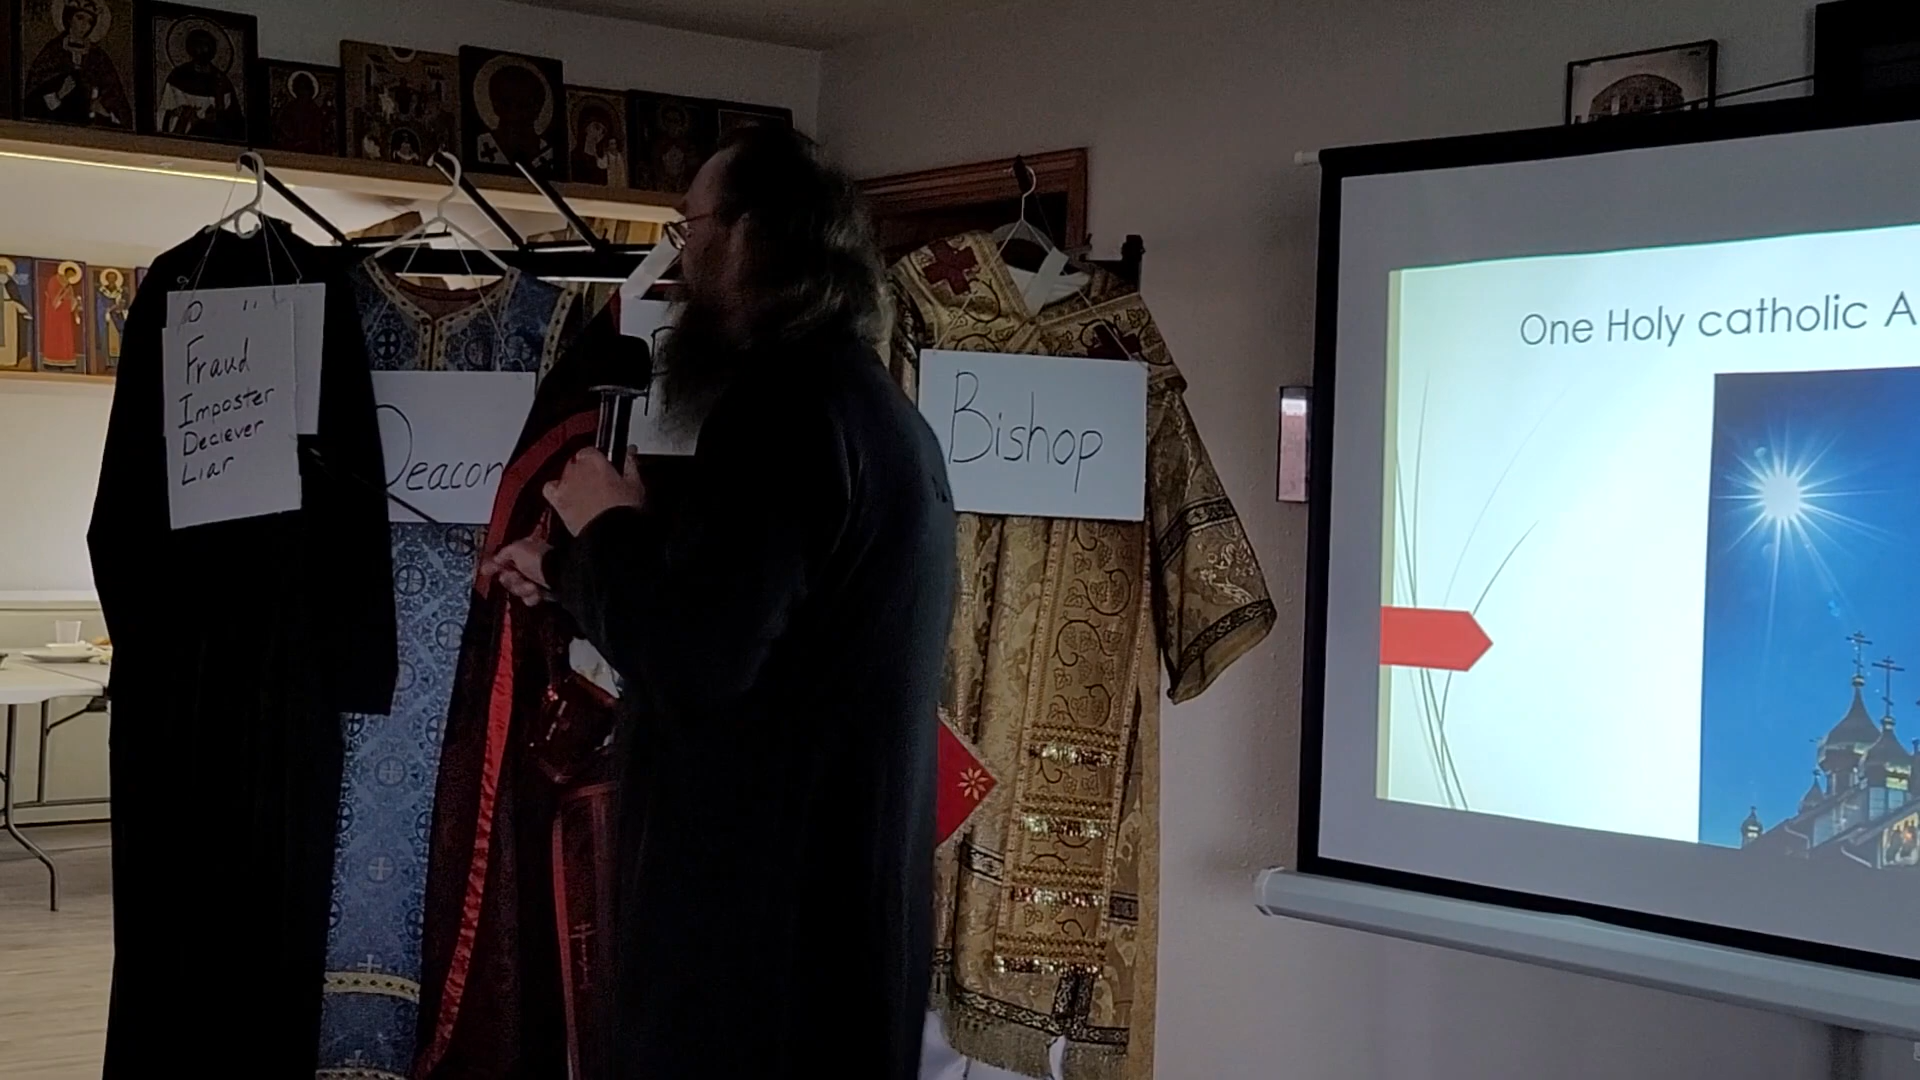 Fraud
Imposter
Deciever
Liar
Deacon
Bishop
One Holy catholic A